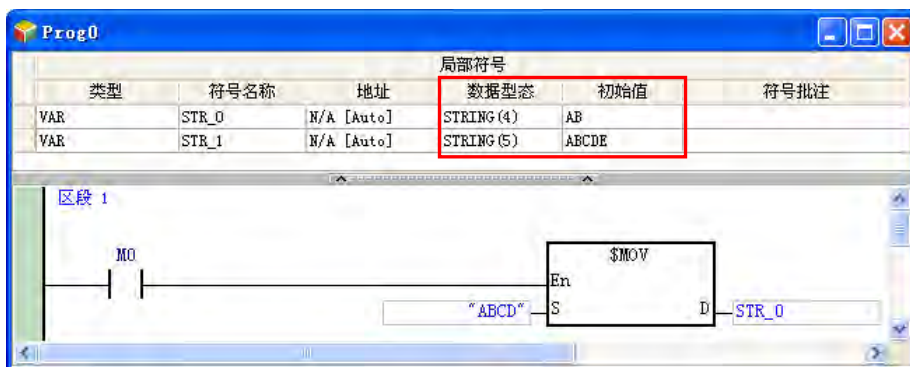 Prog0
局部符号
类型 符号名称 地址 数据型态 初始值 符号批注
VAR STR_0 N/A [Auto] STRING(4) AB
VAR STR_1 N/A [Auto] STRING(5) ABCDE
区段 1
M0 $MOV
En
"ABCD" S D STR_0